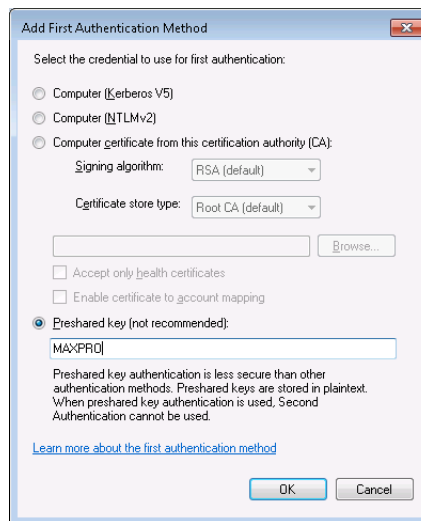 Add First Authentication Method
Select the credential to use for first authentication:
Computer (Kerberos V5)
Computer (NTLMv2)
Computer certificate from this certification authority (CA):
Signing algorithm: RSA (default)
Certificate store type: Root CA (default)
Browse...
Accept only health certificates
Enable certificate to account mapping
Preshared key (not recommended):
MAXPRO
Preshared key authentication is less secure than other
authentication methods. Preshared keys are stored in plaintext.
When preshared key authentication is used, Second
Authentication cannot be used.
Learn more about the first authentication method
OK Cancel